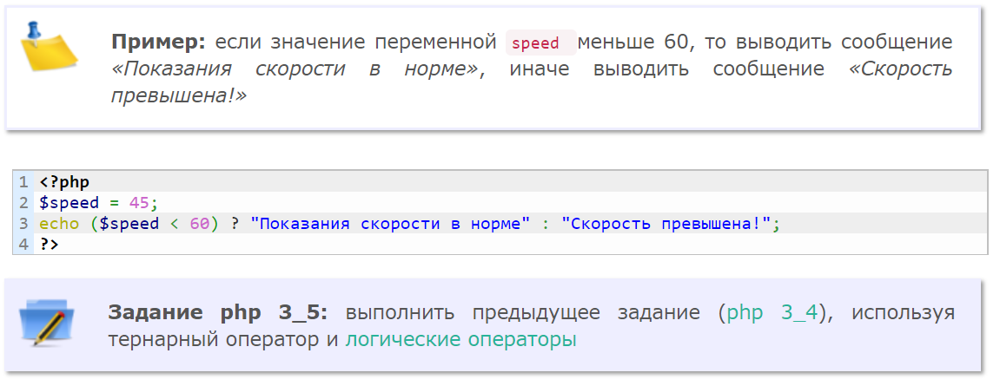 Пример: если значение переменной speed меньше 60, то выводить сообщение
«Показания скорости в норме», иначе выводить сообщение «Скорость
превышена!»
1 <?php
2 $speed = 45;
3 echo ($speed < 60) ? "Показания скорости в норме" : "Скорость превышена!";
4 ?>
Задание php 3_5: выполнить предыдущее задание (php 3_4), используя
тернарный оператор и логические операторы